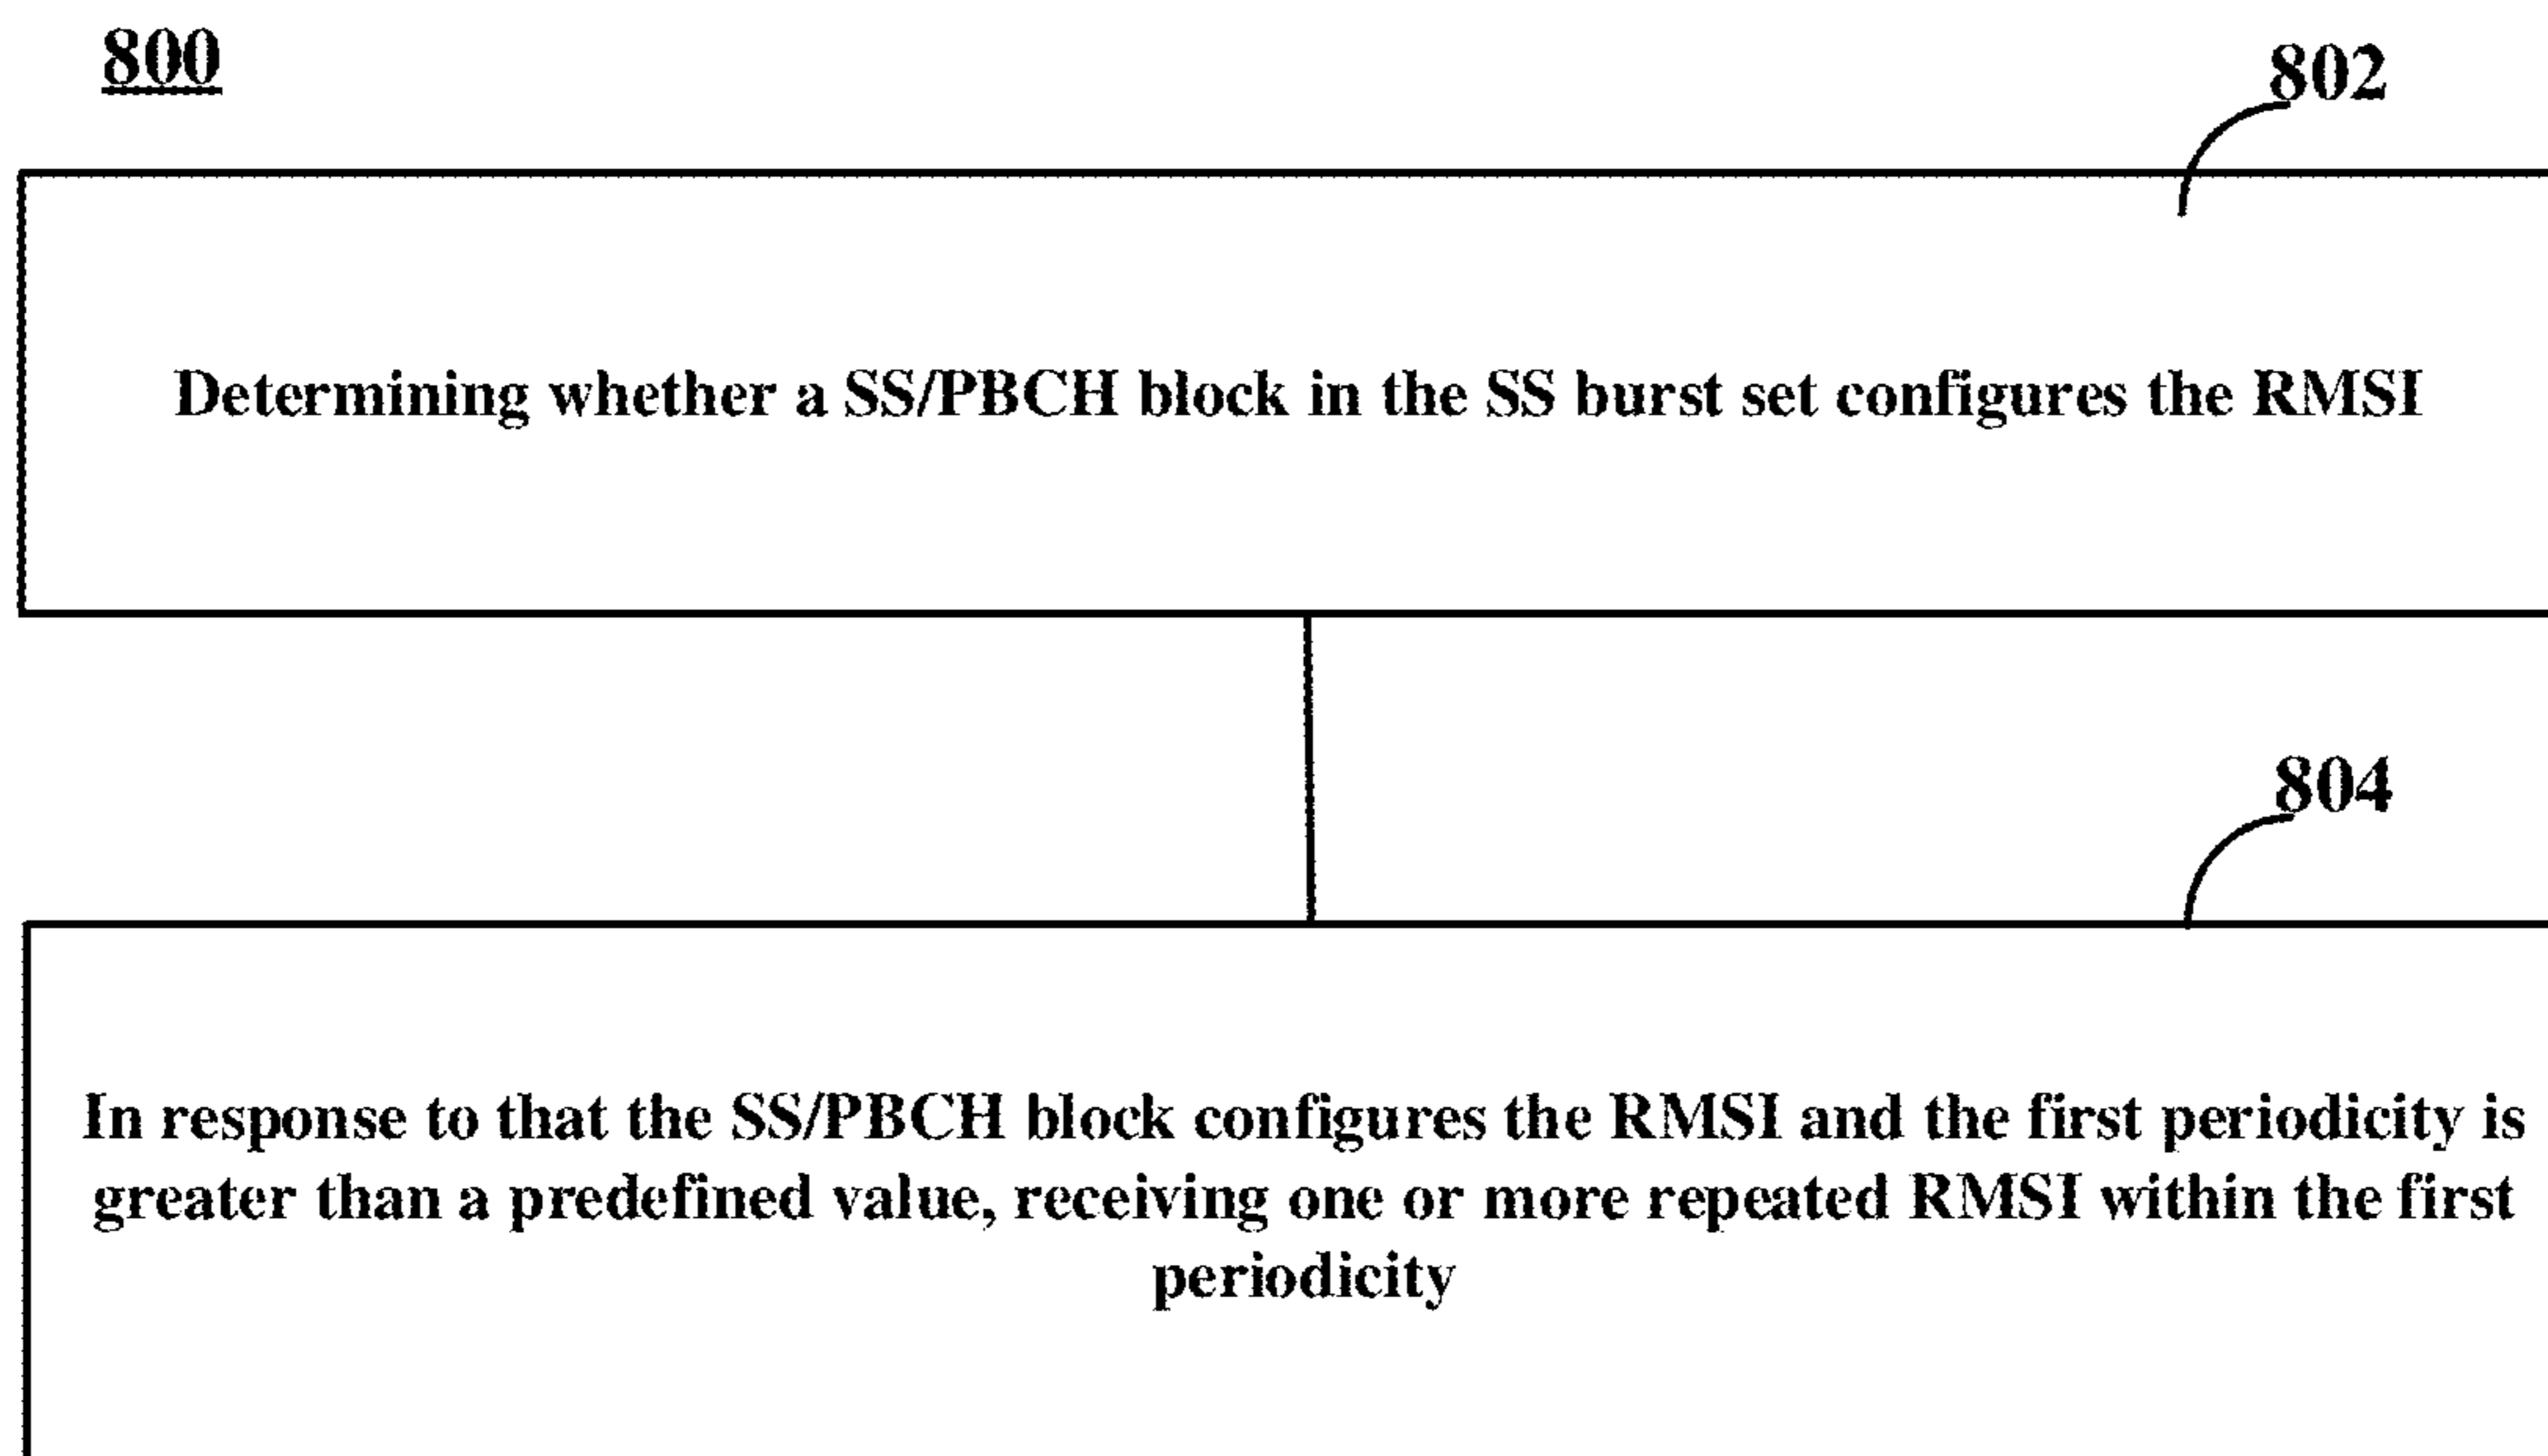 800
802
Determining whether a SS/PBCH block in the SS burst set configures the RMSI
804
In response to that the SS/PBCH block configures the RMSI and the first periodicity is
greater than a predefined value, receiving one or more repeated RMSI within the first
periodicity